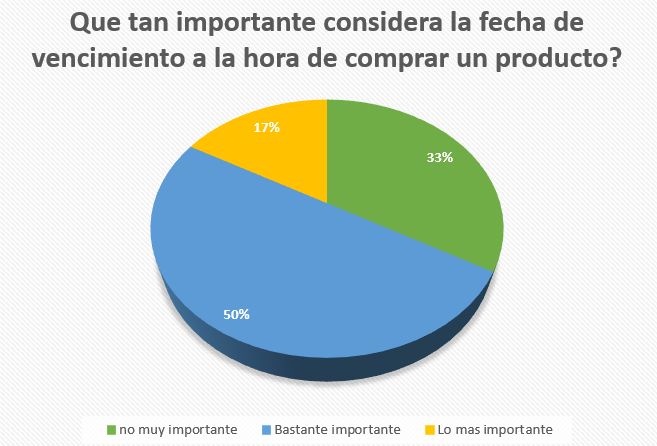 Que tan importante considera la fecha de
vencimiento a la hora de comprar un producto?
17%
33%
50%
no muy importante
Bastante importante
Lo mas importante